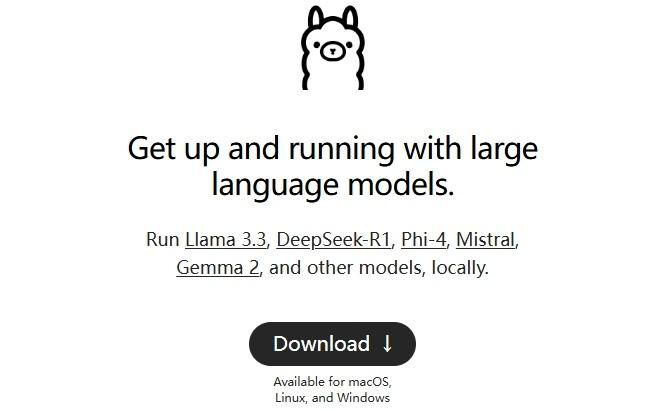 Get up and running with large
language models.
Run Llama 3.3, DeepSeek-R1, Phi-4, Mistral,
Gemma 2, and other models, locally.
Download ↓
Available for macOS,
Linux, and Windows